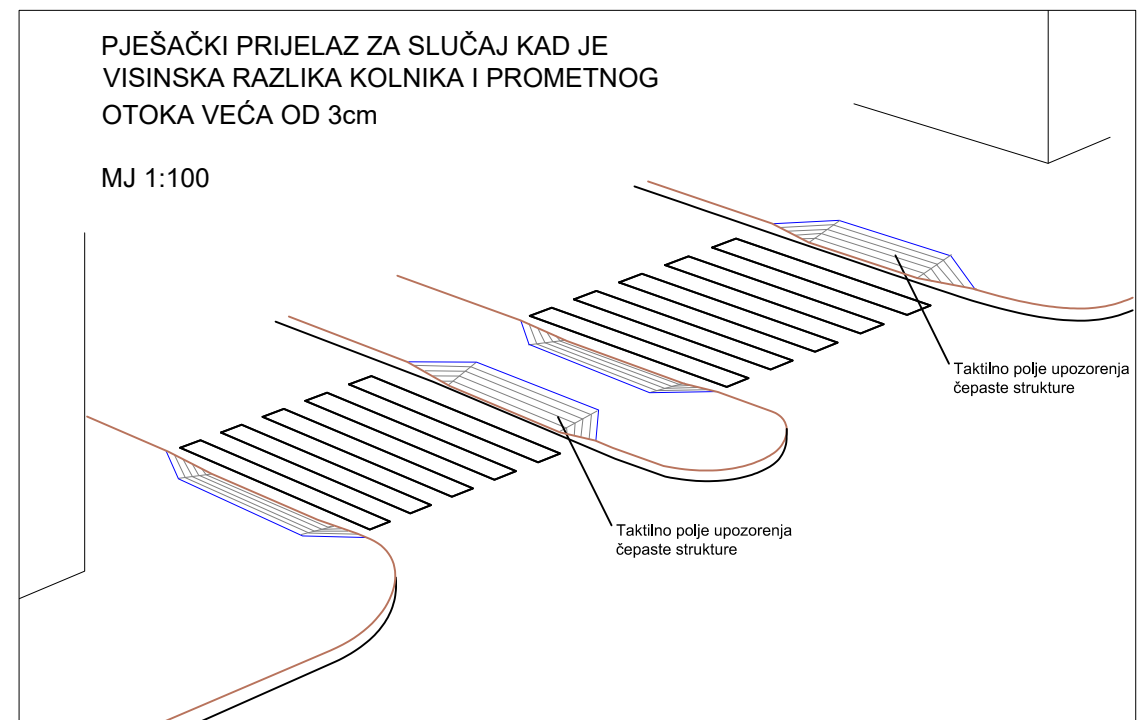 PJEŠAČKI PRIJELAZ ZA SLUČAJ KAD JE
VISINSKA RAZLIKA KOLNIKA I PROMETNOG
OTOKA VEĆA OD 3cm
MJ 1:100
Taktilno polje upozorenja
čepaste strukture
Taktilno polje upozorenja
čepaste strukture